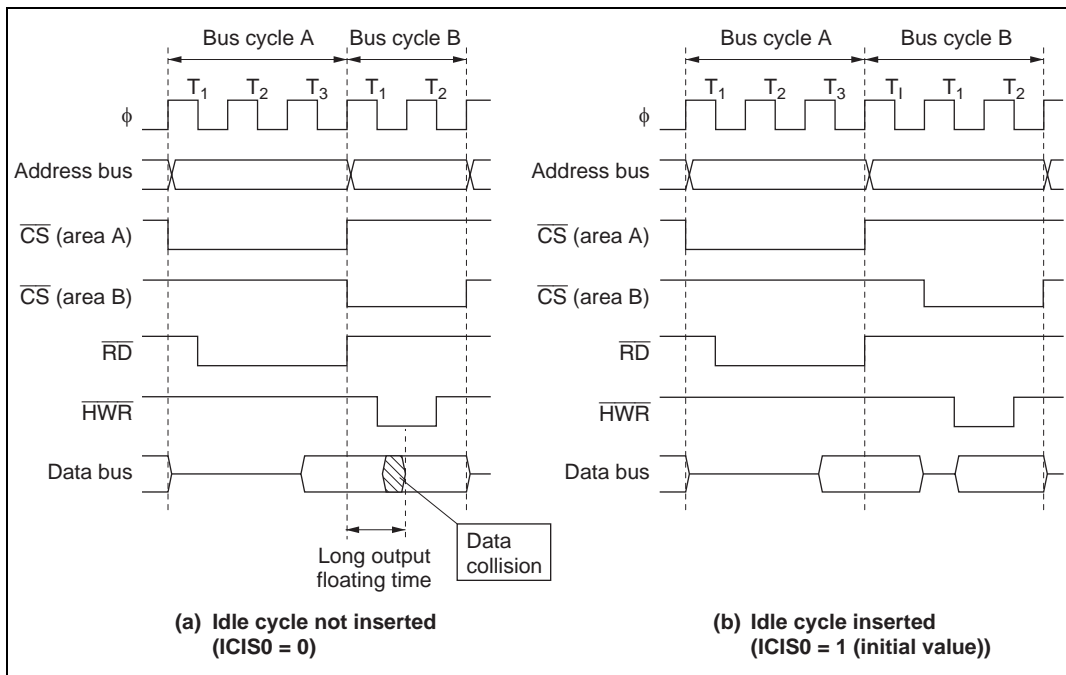 Bus cycle A
Bus cycle B
T1 T2 T3 T1 T2
ϕ
Address bus
CS (area A)
CS (area B)
RD
HWR
Data bus
Long output
floating time
Data
collision
(a) Idle cycle not inserted
(ICIS0 = 0)
Bus cycle A
Bus cycle B
T1 T2 T3 TI T1 T2
ϕ
Address bus
CS (area A)
CS (area B)
RD
HWR
Data bus
(b) Idle cycle inserted
(ICIS0 = 1 (initial value))